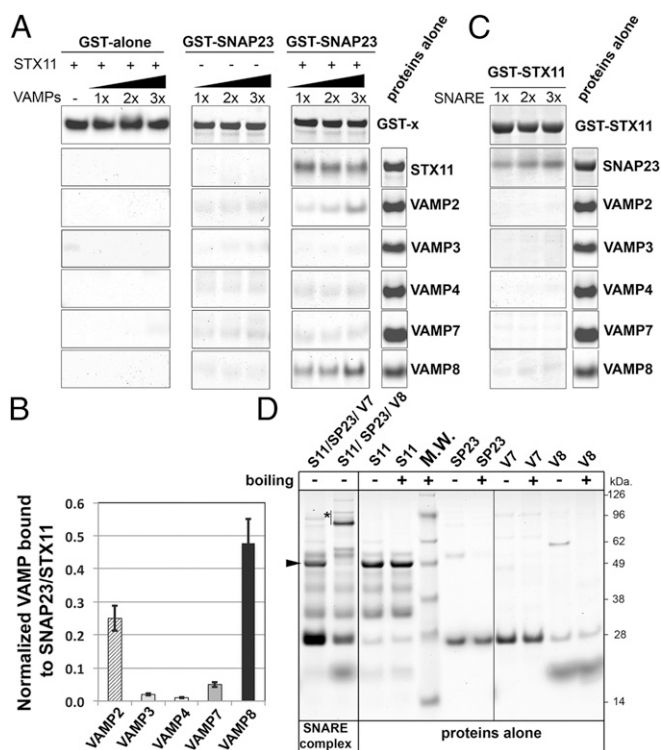 A
GST-alone
GST-SNAP23
GST-SNAP23
proteins alone
STX11 + + + + - - - + + +
VAMPs - 1x 2x 3x 1x 2x 3x 1x 2x 3x
GST-x
STX11
VAMP2
VAMP3
VAMP4
VAMP7
VAMP8
C
GST-STX11
proteins alone
SNARE 1x 2x 3x
GST-STX11
SNAP23
VAMP2
VAMP3
VAMP4
VAMP7
VAMP8
B
Normalized VAMP bound
to SNAP23/STX11
0.6
0.5
0.4
0.3
0.2
0.1
0.0
VAMP2
VAMP3
VAMP4
VAMP7
VAMP8
D
S11/SP23/ V7
S11/ SP23/ V8
S11
S11
M.W.
SP23
SP23
V7
V7
V8
V8
boiling - - - + - + - + - + kDa.
*
126
96
62
49
38
28
14
SNARE
complex
proteins alone